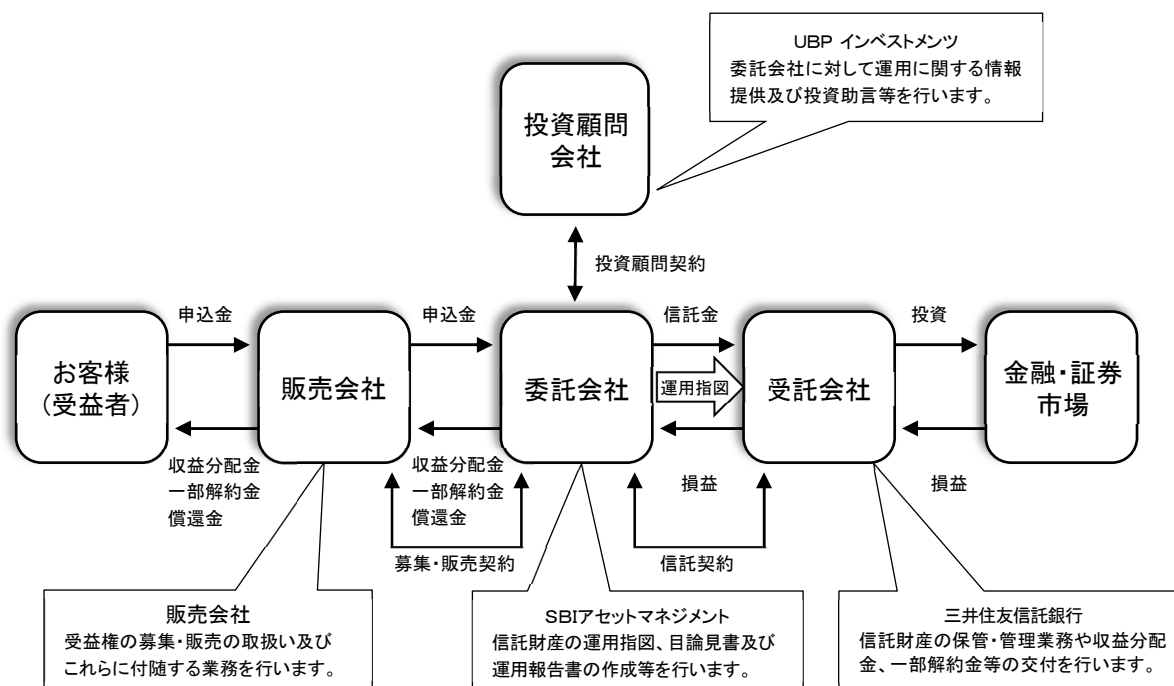 UBP インベストメンツ
委託会社に対して運用に関する情報
提供及び投資助言等を行います。
投資顧問
会社
投資顧問契約
申込金
申込金
信託金
投資
お客様
(受益者)
販売会社
委託会社
運用指図
受託会社
金融・証券
市場
収益分配金
一部解約金
償還金
収益分配金
一部解約金
償還金
損益
損益
募集・販売契約
信託契約
販売会社
受益権の募集・販売の取扱い及び
これらに付随する業務を行います。
SBIアセットマネジメント
信託財産の運用指図、目論見書及び
運用報告書の作成等を行います。
三井住友信託銀行
信託財産の保管・管理業務や収益分配
金、一部解約金等の交付を行います。